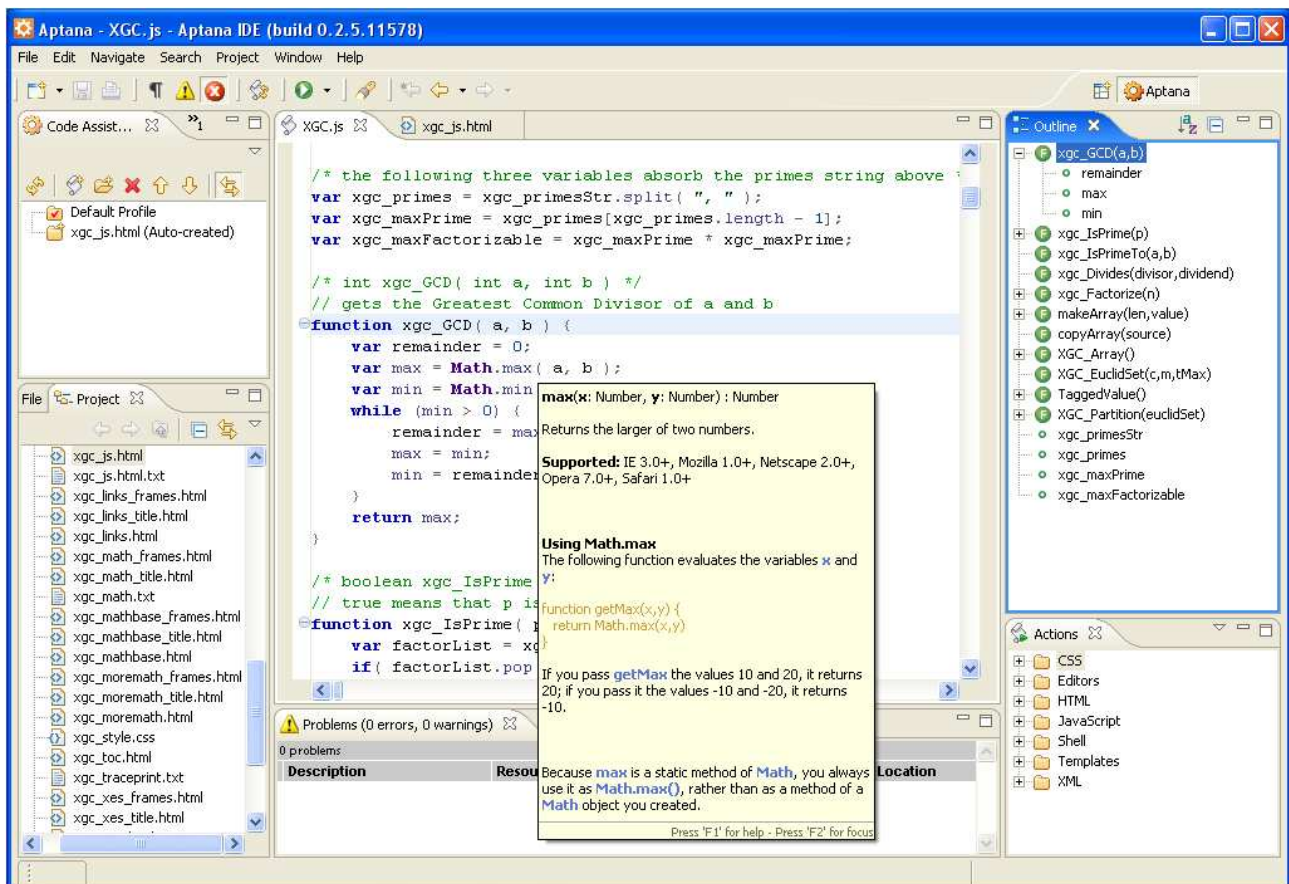 Aptana - XGC.js - Aptana IDE (build 0.2.5.11578)
File Edit Navigate Search Project Window Help
Aptana
Code Assist...
1
Default Profile
xgc_js.html (Auto-created)
File Project
xgc_js.html
xgc_js.html.txt
xgc_links_frames.html
xgc_links_title.html
xgc_links.html
xgc_math_frames.html
xgc_math_title.html
xgc_math.txt
xgc_mathbase_frames.html
xgc_mathbase_title.html
xgc_mathbase.html
xgc_moremath_frames.html
xgc_moremath_title.html
xgc_moremath.html
xgc_style.css
xgc_toc.html
xgc_traceprint.txt
xgc_xes_frames.html
xgc_xes_title.html
XGC.js xgc_js.html
/* the following three variables absorb the primes string above
var xgc_primes = xgc_primesStr.split( ", " );
var xgc_maxPrime = xgc_primes[xgc_primes.length - 1];
var xgc_maxFactorizable = xgc_maxPrime * xgc_maxPrime;
/* int xgc_GCD( int a, int b ) */
// gets the Greatest Common Divisor of a and b
function xgc_GCD( a, b ) {
var remainder = 0;
var max = Math.max( a, b );
var min = Math.min
while (min > 0) {
remainder = max
max = min;
min = remainder
}
return max;
}
/* boolean xgc_IsPrime
// true means that p is
function xgc_IsPrime( p
var factorList = xg
if( factorList.pop
max(x: Number, y: Number) : Number
Returns the larger of two numbers.
Supported: IE 3.0+, Mozilla 1.0+, Netscape 2.0+,
Opera 7.0+, Safari 1.0+
Using Math.max
The following function evaluates the variables x and
y:
function getMax(x,y) {
return Math.max(x,y)
}
If you pass getMax the values 10 and 20, it returns
20; if you pass it the values -10 and -20, it returns
-10.
Because max is a static method of Math, you always
use it as Math.max(), rather than as a method of a
Math object you created.
Press 'F1' for help - Press 'F2' for focus
Problems (0 errors, 0 warnings)
0 problems
Description Resou Location
Outline
xgc_GCD(a,b)
remainder
max
min
xgc_IsPrime(p)
xgc_IsPrimeTo(a,b)
xgc_Divides(divisor,dividend)
xgc_Factorize(n)
makeArray(len,value)
copyArray(source)
XGC_Array()
XGC_EuclidSet(c,m,tMax)
TaggedValue()
XGC_Partition(euclidSet)
xgc_primesStr
xgc_primes
xgc_maxPrime
xgc_maxFactorizable
Actions
CSS
Editors
HTML
JavaScript
Shell
Templates
XML